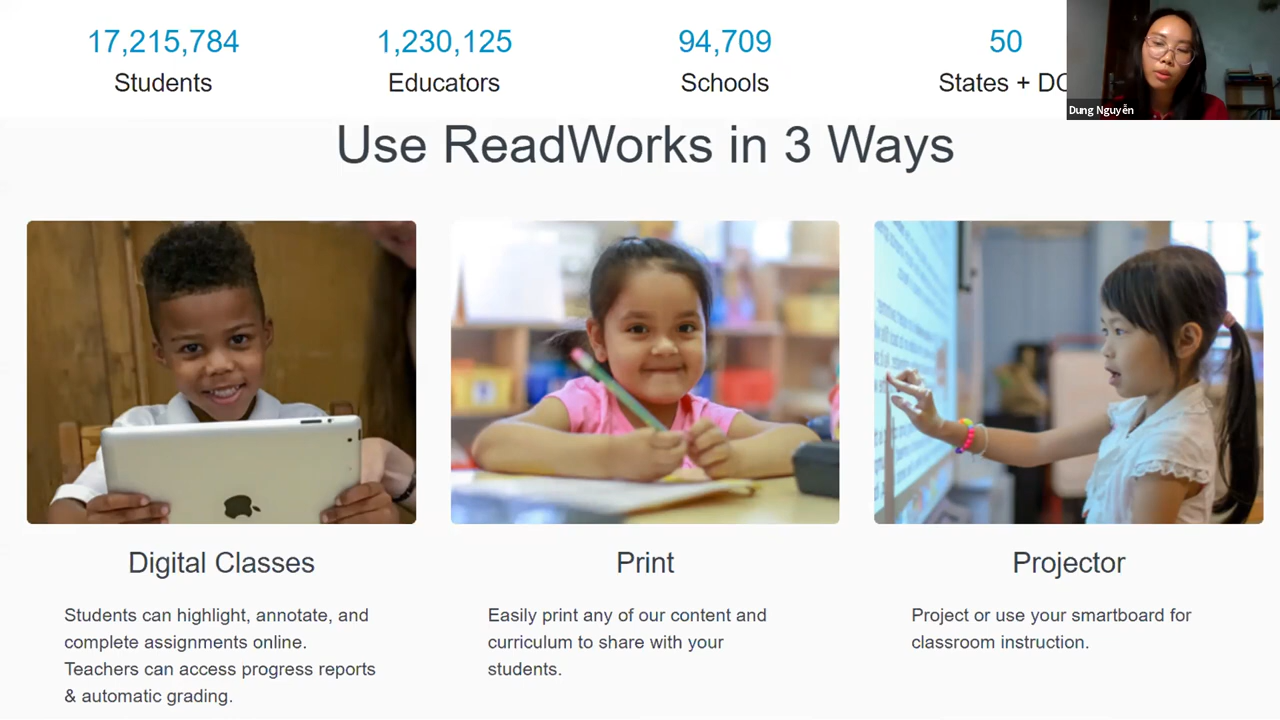 17,215,784
Students
1,230,125
Educators
94,709
Schools
50
States + DC
Dung Nguyễn
Use ReadWorks in 3 Ways
Digital Classes
Students can highlight, annotate, and
complete assignments online.
Teachers can access progress reports
& automatic grading.
Print
Easily print any of our content and
curriculum to share with your
students.
Projector
Project or use your smartboard for
classroom instruction.